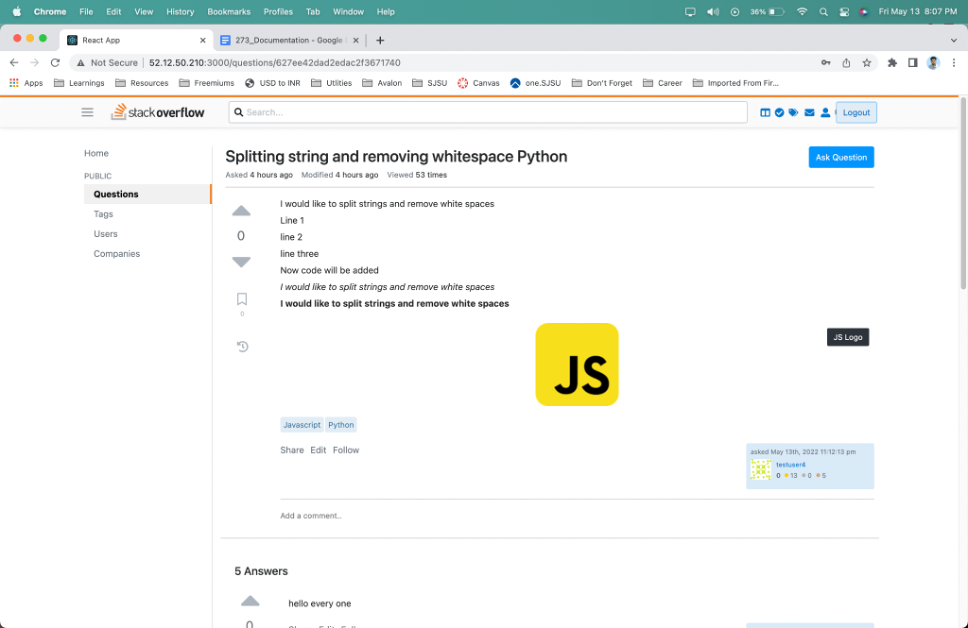 Chrome File Edit View History Bookmarks Profiles Tab Window Help 36% Fri May 13 8:07 PM
React App 273_Documentation - Google
Not Secure 52.12.50.210:3000/questions/627ee42dad2edac2f3671740
Apps Learnings Resources Freemiums USD to INR Utilities Avalon SJSU Canvas one.SJSU Don't Forget Career Imported From Fir...
stackoverflow Search... Logout
Home
PUBLIC
Questions
Tags
Users
Companies
Splitting string and removing whitespace Python
Ask Question
Asked 4 hours ago Modified 4 hours ago Viewed 53 times
I would like to split strings and remove white spaces
Line 1
0
line 2
line three
Now code will be added
I would like to split strings and remove white spaces
I would like to split strings and remove white spaces
0
JS Logo
JS
Javascript Python
Share Edit Follow
asked May 13th, 2022 11:12:13 pm
textuser4
0 13 0 5
Add a comment..
5 Answers
hello every one
0